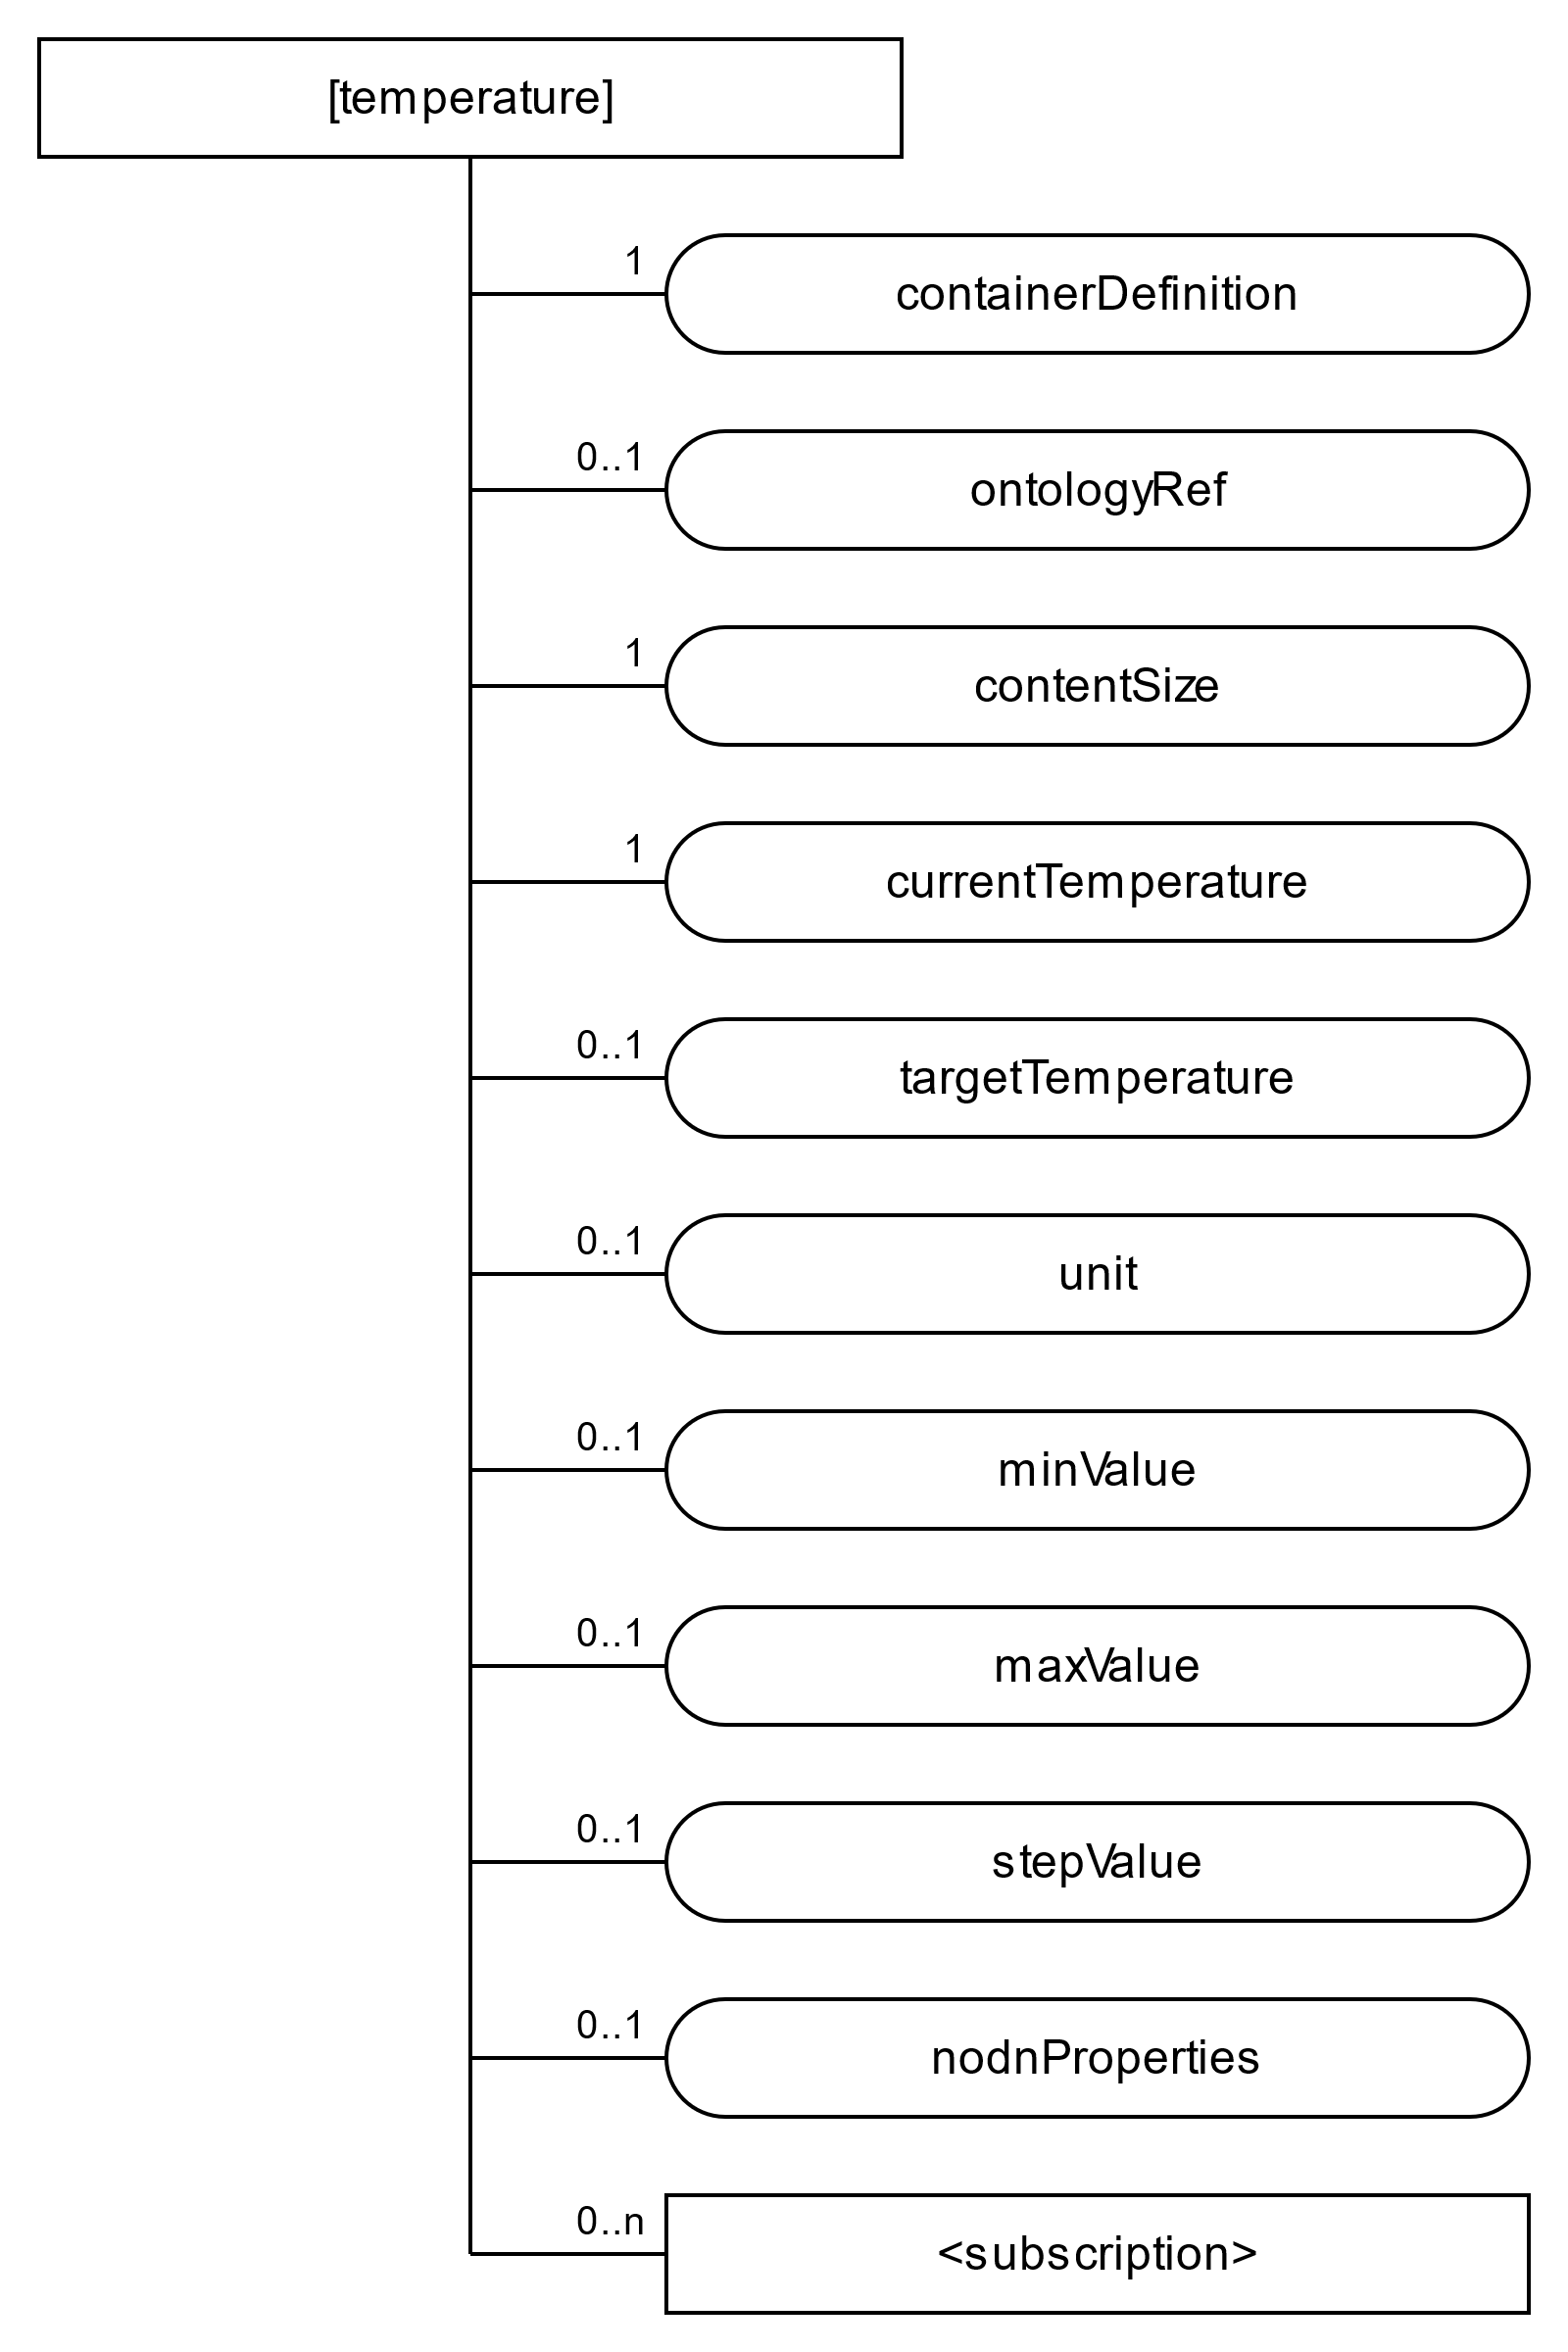 [temperature]
1
containerDefinition
0..1
ontologyRef
1
contentSize
1
currentTemperature
0..1
targetTemperature
0..1
unit
0..1
minValue
0..1
maxValue
0..1
stepValue
0..1
nodnProperties
0..n
<subscription>